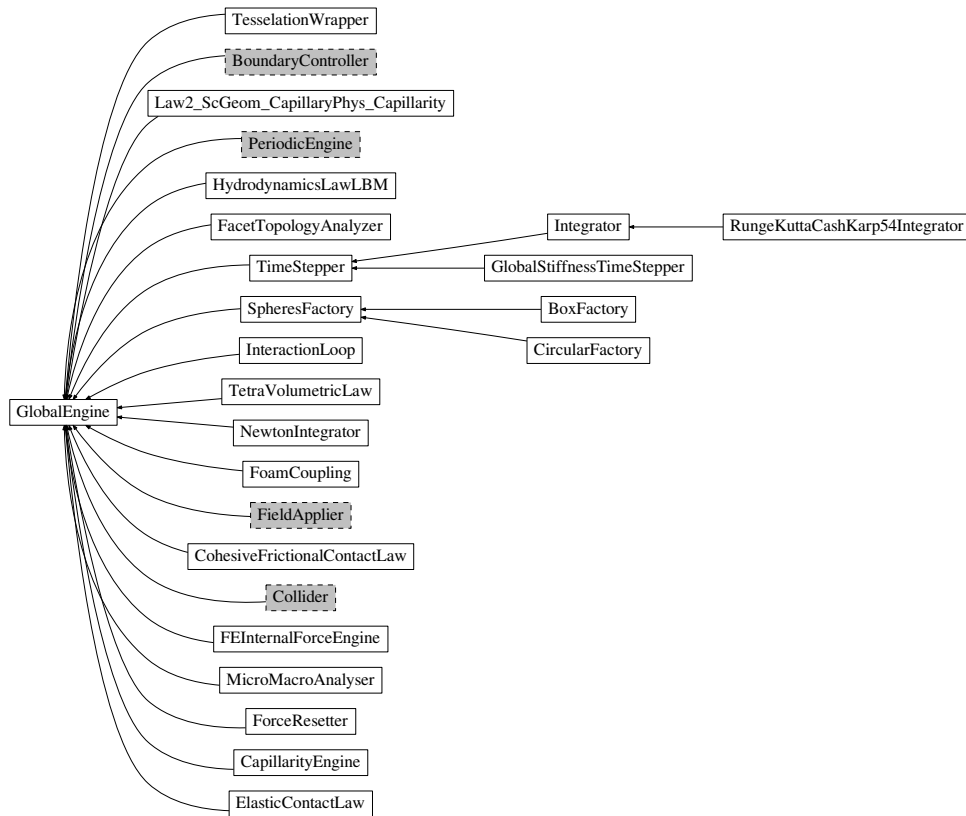 TesselationWrapper
BoundaryController
Law2_ScGeom_CapillaryPhys_Capillarity
PeriodicEngine
HydrodynamicsLawLBM
FacetTopologyAnalyzer
Integrator
RungeKuttaCashKarp54Integrator
TimeStepper
GlobalStiffnessTimeStepper
SpheresFactory
BoxFactory
InteractionLoop
CircularFactory
TetraVolumetricLaw
GlobalEngine
NewtonIntegrator
FoamCoupling
FieldApplier
CohesiveFrictionalContactLaw
Collider
FEInternalForceEngine
MicroMacroAnalyser
ForceResetter
CapillarityEngine
ElasticContactLaw